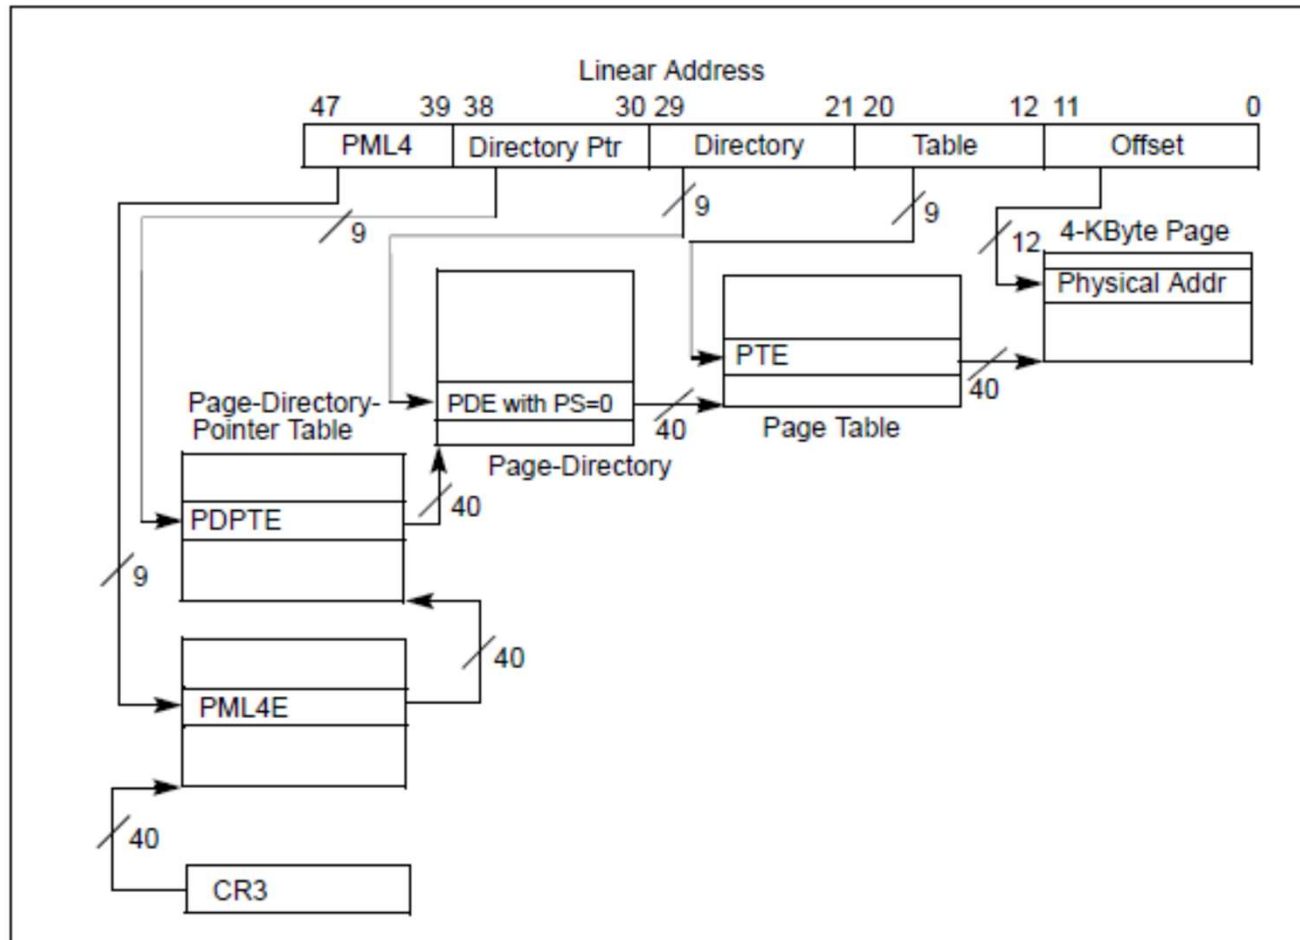 Linear Address
47 39 38 30 29 21 20 12 11 0
PML4 Directory Ptr Directory Table Offset
9 9 9
12 4-KByte Page
Physical Addr
PTE
40
PDE with PS=0
40
Page Table
Page-Directory-
Pointer Table
Page-Directory
40
PDPTE
9
40
PML4E
40
CR3